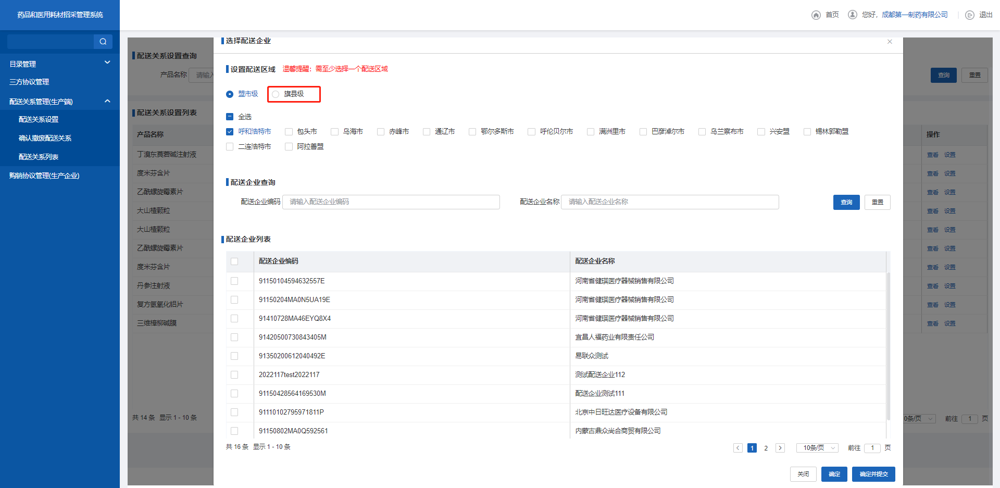 药品和医用耗材招采管理系统
首页
您好，成都第一制药有限公司
退出
目录管理
三方协议管理
配送关系管理(生产端)
配送关系设置
确认撤废配送关系
配送关系列表
购销协议管理(生产企业)
配送关系设置查询
产品名称 请输入
查询 重置
配送关系设置列表
产品名称 操作
丁溴东莨菪碱注射液 查看 设置
度米芬含片 查看 设置
乙酰螺旋霉素片 查看 设置
大山楂颗粒 查看 设置
大山楂颗粒 查看 设置
乙酰螺旋霉素片 查看 设置
度米芬含片 查看 设置
丹参注射液 查看 设置
复方氢氧化铝片 查看 设置
三维樟柳碱膜 查看 设置
共 14 条 显示 1 - 10 条
0条/页 前往 1 页
选择配送企业
设置配送区域 温馨提醒：需至少选择一个配送区域
盟市级 旗县级
全选
呼和浩特市 包头市 乌海市 赤峰市 通辽市 鄂尔多斯市 呼伦贝尔市 满洲里市 巴彦淖尔市 乌兰察布市 兴安盟 锡林郭勒盟
二连浩特市 阿拉善盟
配送企业查询
配送企业编码 请输入配送企业编码 配送企业名称 请输入配送企业名称 查询 重置
配送企业列表
配送企业编码 配送企业名称
91150104594632557E 河南省健琪医疗器械销售有限公司
91150204MA0N5UA19E 河南省健琪医疗器械销售有限公司
91410728MA46EYQ8X4 河南省健琪医疗器械销售有限公司
91420500730843405M 宜昌人福药业有限责任公司
91350200612040492E 易联众测试
2022117test2022117 测试配送企业112
91150428564169530M 配送企业测试111
91110102795971811P 北京中日旺达医疗设备有限公司
91150802MA0Q592561 内蒙古鼎众尚合商贸有限公司
共 16 条 显示 1 - 10 条
1 2 10条/页 前往 1 页
关闭 确定 确定并提交